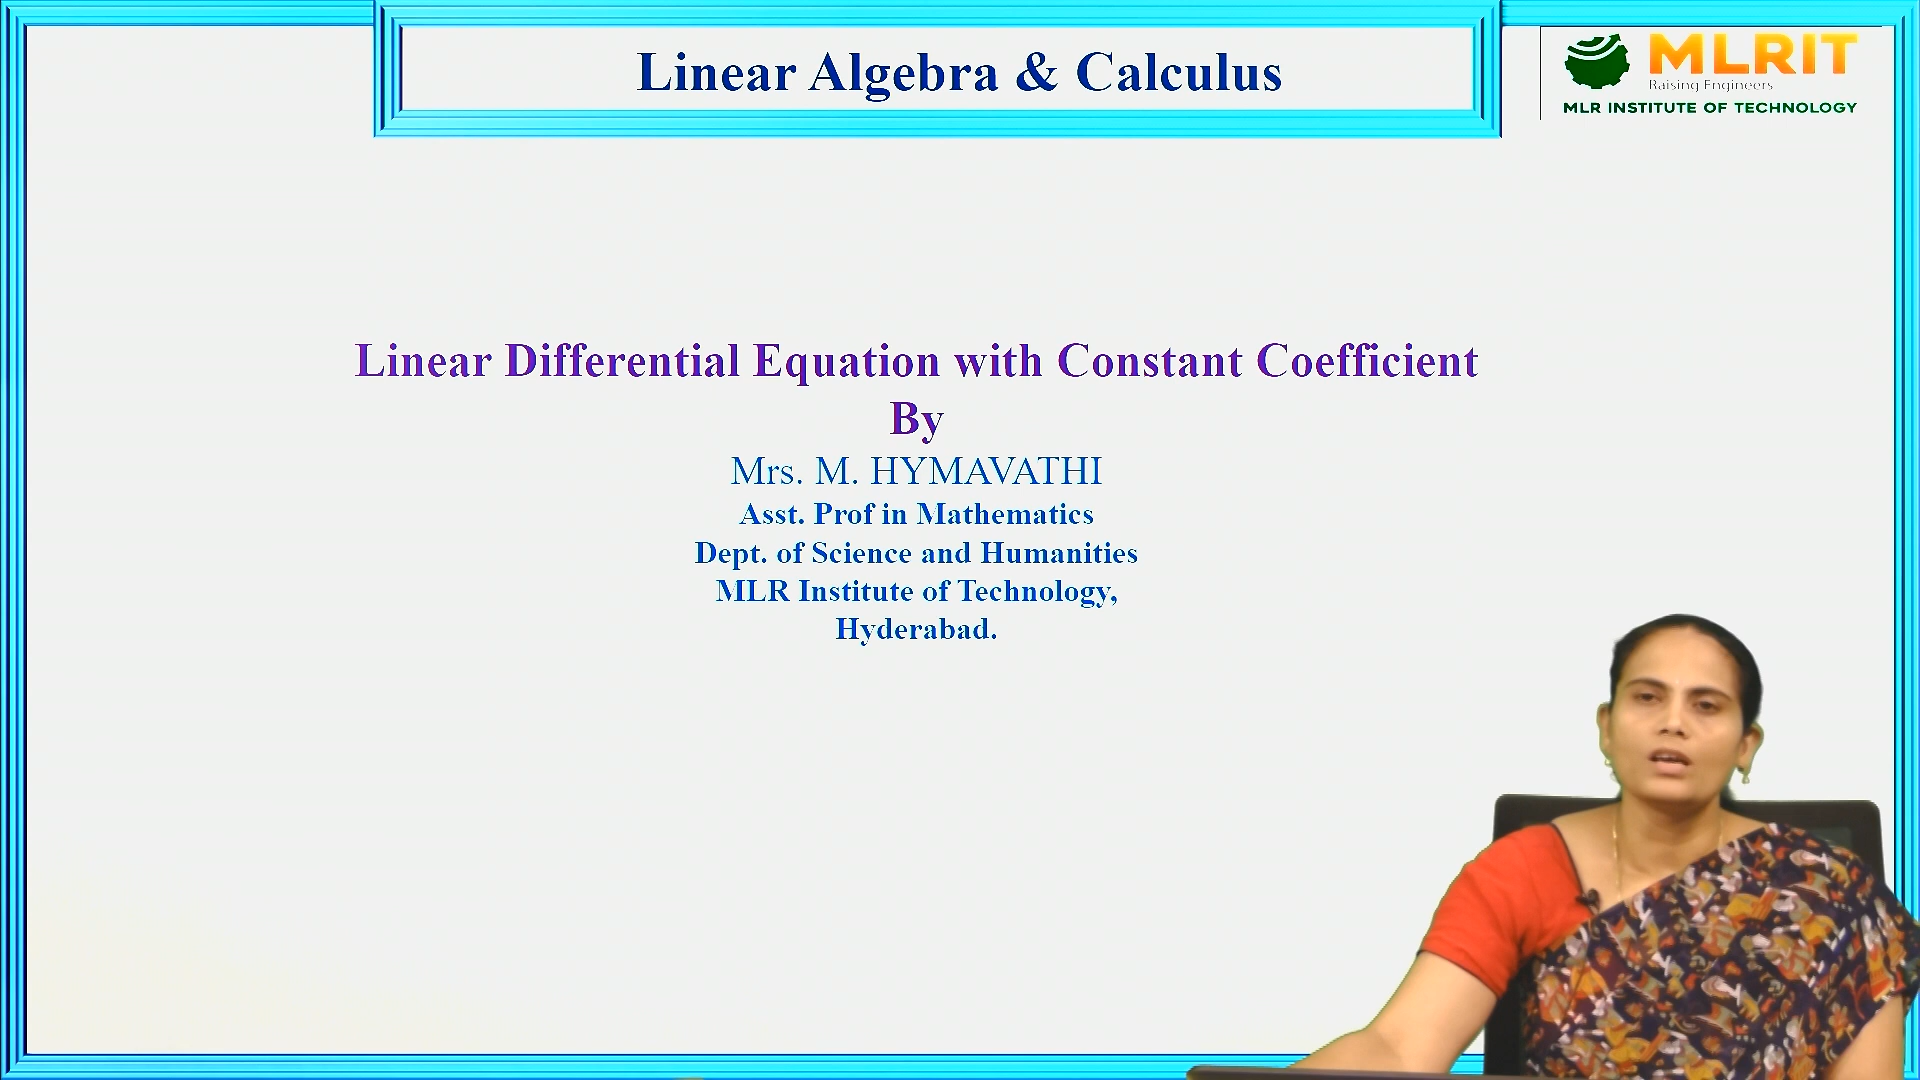 Linear Algebra & Calculus
MLRIT
Raising Engineers
MLR INSTITUTE OF TECHNOLOGY
Linear Differential Equation with Constant Coefficient
By
Mrs. M. HYMAVATHI
Asst. Prof in Mathematics
Dept. of Science and Humanities
MLR Institute of Technology,
Hyderabad.